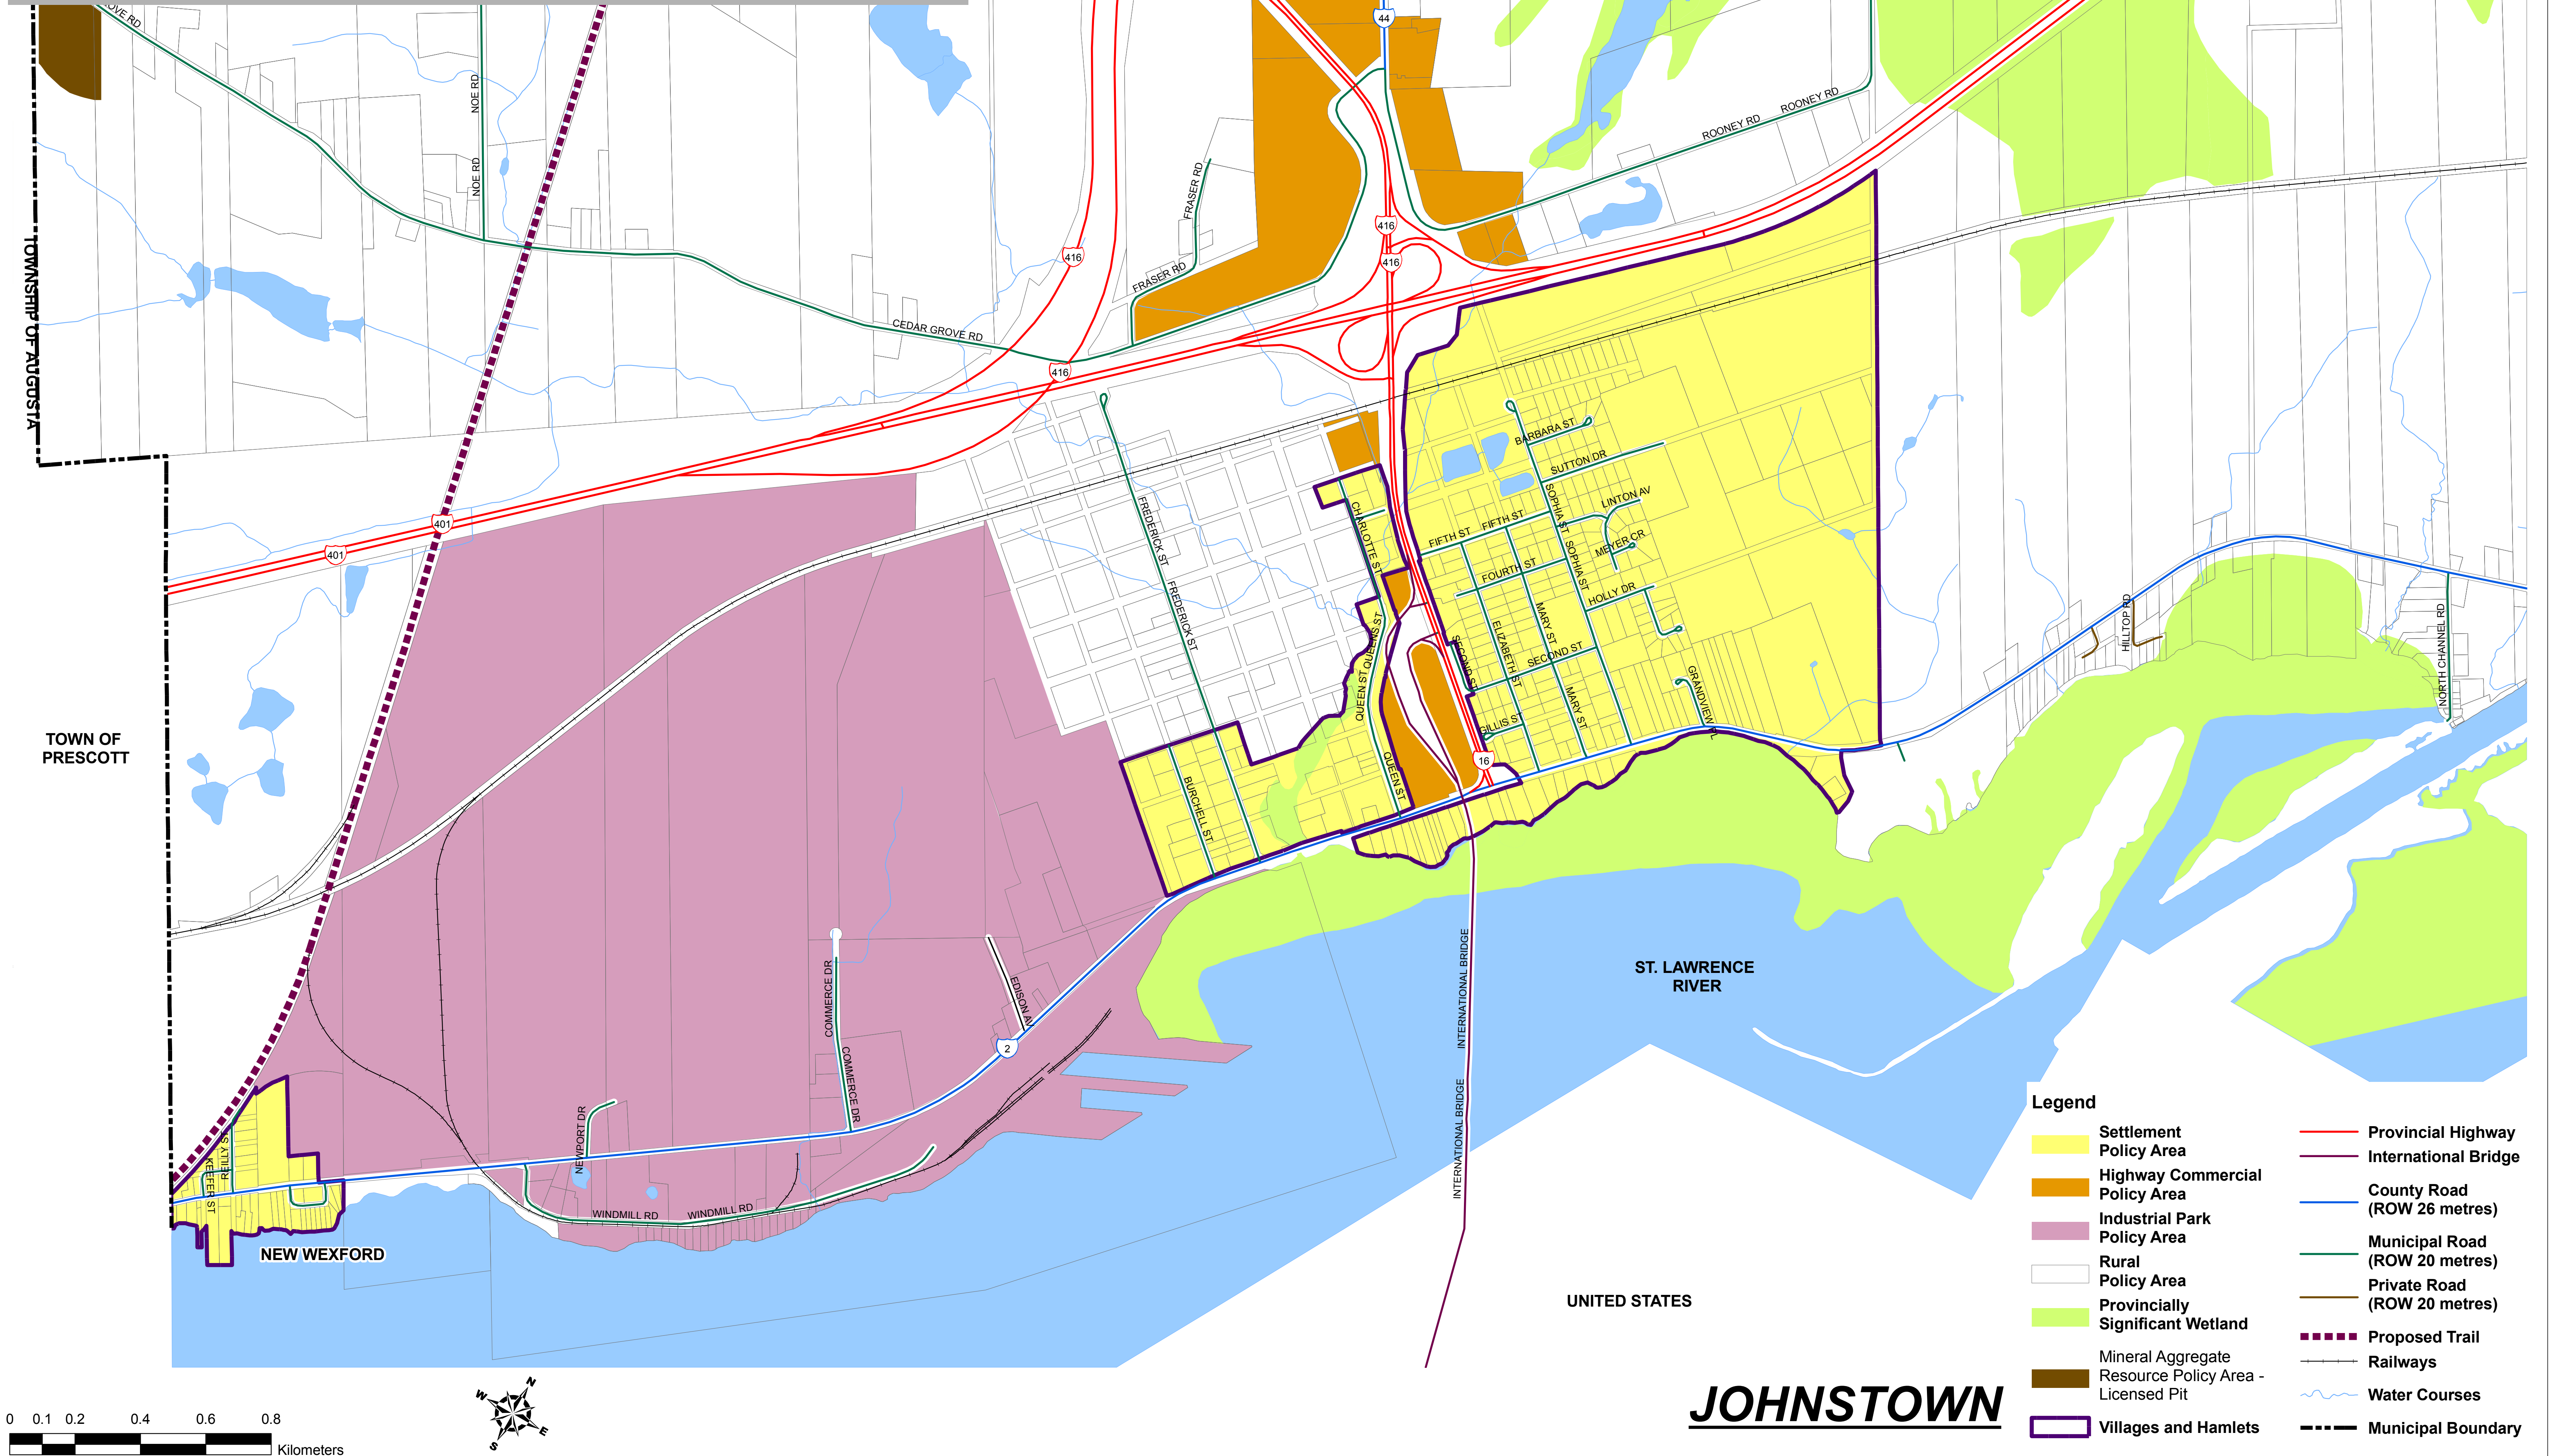 OVE RD
44
NOE RD
NOE RD
ROONEY RD
ROONEY RD
FRASER RD
FRASER RD
416
416
416
416
CEDAR GROVE RD
TOWNSHIP OF AUGUSTA
401
401
BARBARA ST
SUTTON DR
LINTON AV
SOPHIA ST
SOPHIA ST
FIFTH ST
FIFTH ST
MEYER CR
FOURTH ST
HOLLY DR
MARY ST
MARY ST
ELIZABETH ST
SECOND ST
SECOND ST
GILLIS ST
GRANDVIEW PL
CHARLOTTE ST
QUEENS ST
QUEEN ST
QUEEN ST
FREDERICK ST
FREDERICK ST
BURCHELL ST
16
HILLTOP RD
NORTH CHANNEL RD
TOWN OF
PRESCOTT
COMMERCE DR
COMMERCE DR
EDISON AV
2
NEWPORT DR
WINDMILL RD
WINDMILL RD
REILLY S
KEEFER ST
NEW WEXFORD
INTERNATIONAL BRIDGE
INTERNATIONAL BRIDGE
ST. LAWRENCE
RIVER
UNITED STATES
JOHNSTOWN
Legend
Settlement
Policy Area
Highway Commercial
Policy Area
Industrial Park
Policy Area
Rural
Policy Area
Provincially
Significant Wetland
Mineral Aggregate
Resource Policy Area -
Licensed Pit
Villages and Hamlets
Provincial Highway
International Bridge
County Road
(ROW 26 metres)
Municipal Road
(ROW 20 metres)
Private Road
(ROW 20 metres)
Proposed Trail
Railways
Water Courses
Municipal Boundary
0 0.1 0.2 0.4 0.6 0.8
Kilometers
N
W
E
S